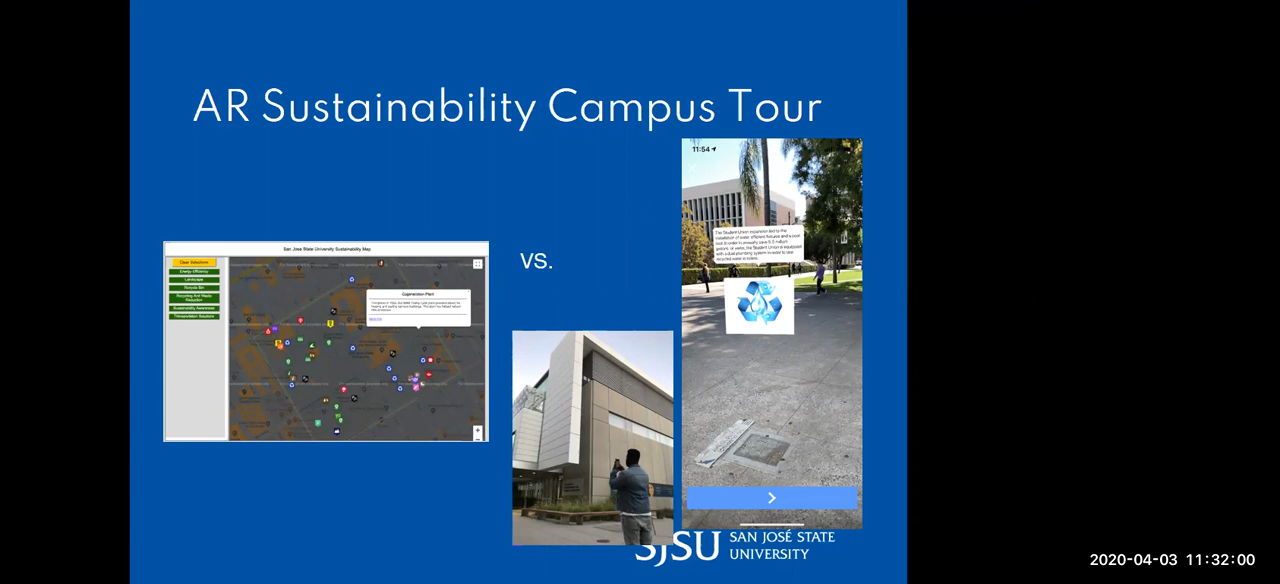 AR Sustainability Campus Tour
San Jose State University Sustainability Map
Clear Selections
Energy Efficiency
Landscape
Recycle Bin
Recycling And Waste
Reduction
Sustainability Awareness
Transportation Solutions
Cogeneration Plant
vs.
11:54
The Student Union expansion led to the
installation of water efficient fixtures and a cool
roof in order to annually save 9.5 million
gallons of water, the Student Union is equipped
with a dual plumbing system in order to use
recycled water in toilets.
SJSU SAN JOSÉ STATE
UNIVERSITY
2020-04-03 11:32:00